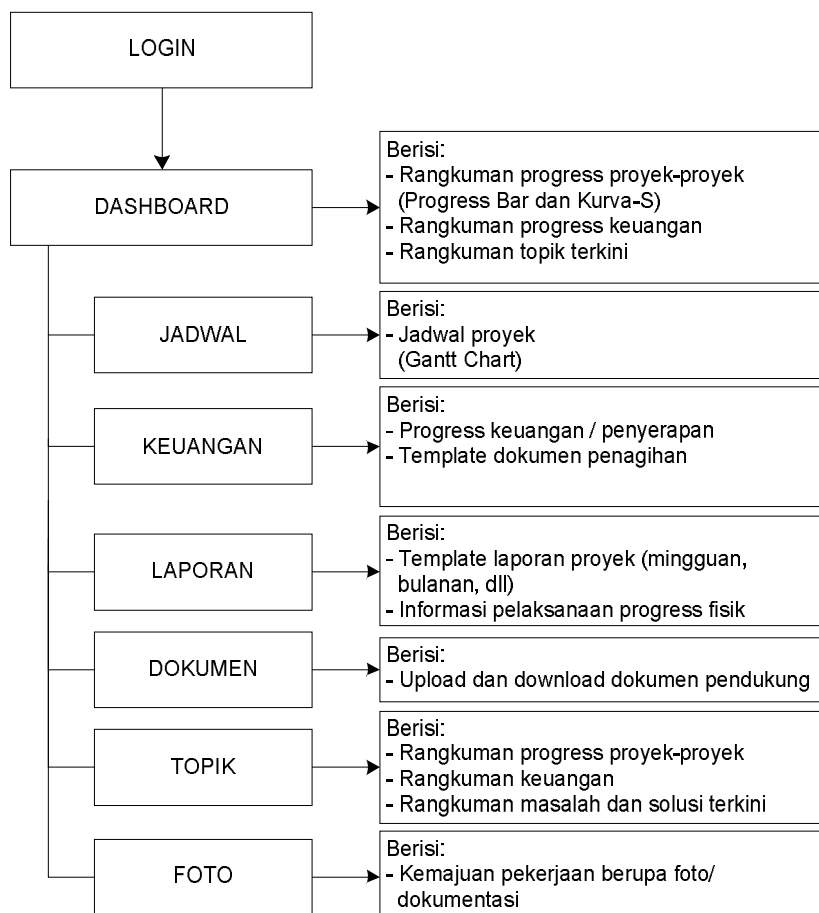 LOGIN
DASHBOARD
Berisi:
- Rangkuman progress proyek-proyek
(Progress Bar dan Kurva-S)
- Rangkuman progress keuangan
- Rangkuman topik terkini
JADWAL
Berisi:
- Jadwal proyek
(Gantt Chart)
KEUANGAN
Berisi:
- Progress keuangan / penyerapan
- Template dokumen penagihan
LAPORAN
Berisi:
- Template laporan proyek (mingguan,
bulanan, dll)
- Informasi pelaksanaan progress fisik
DOKUMEN
Berisi:
- Upload dan download dokumen pendukung
TOPIK
Berisi:
- Rangkuman progress proyek-proyek
- Rangkuman keuangan
- Rangkuman masalah dan solusi terkini
FOTO
Berisi:
- Kemajuan pekerjaan berupa foto/
dokumentasi